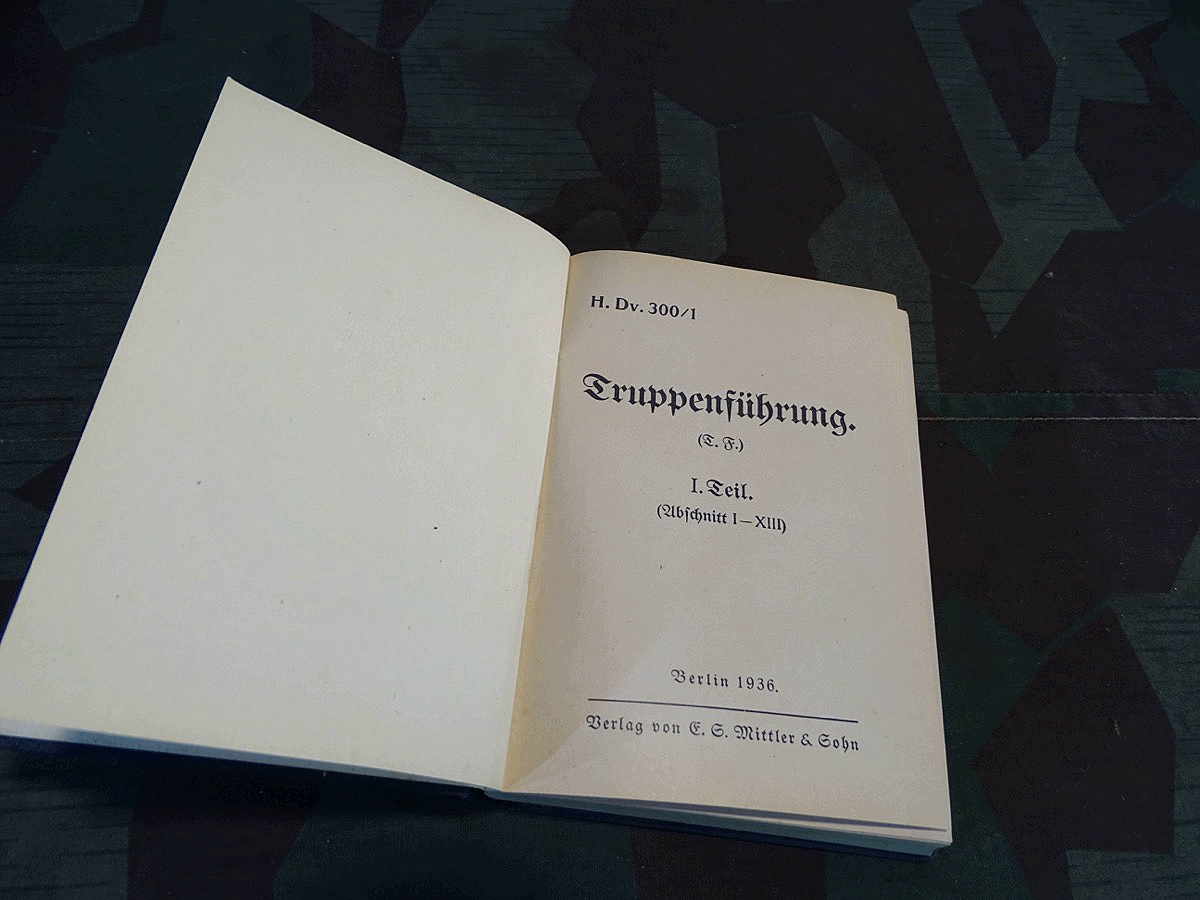 H. Dv. 300/1
Truppenführung.
(T. F.)
I. Teil.
(Abschnitt I–XIII)
Berlin 1936.
Verlag von E. S. Mittler & Sohn